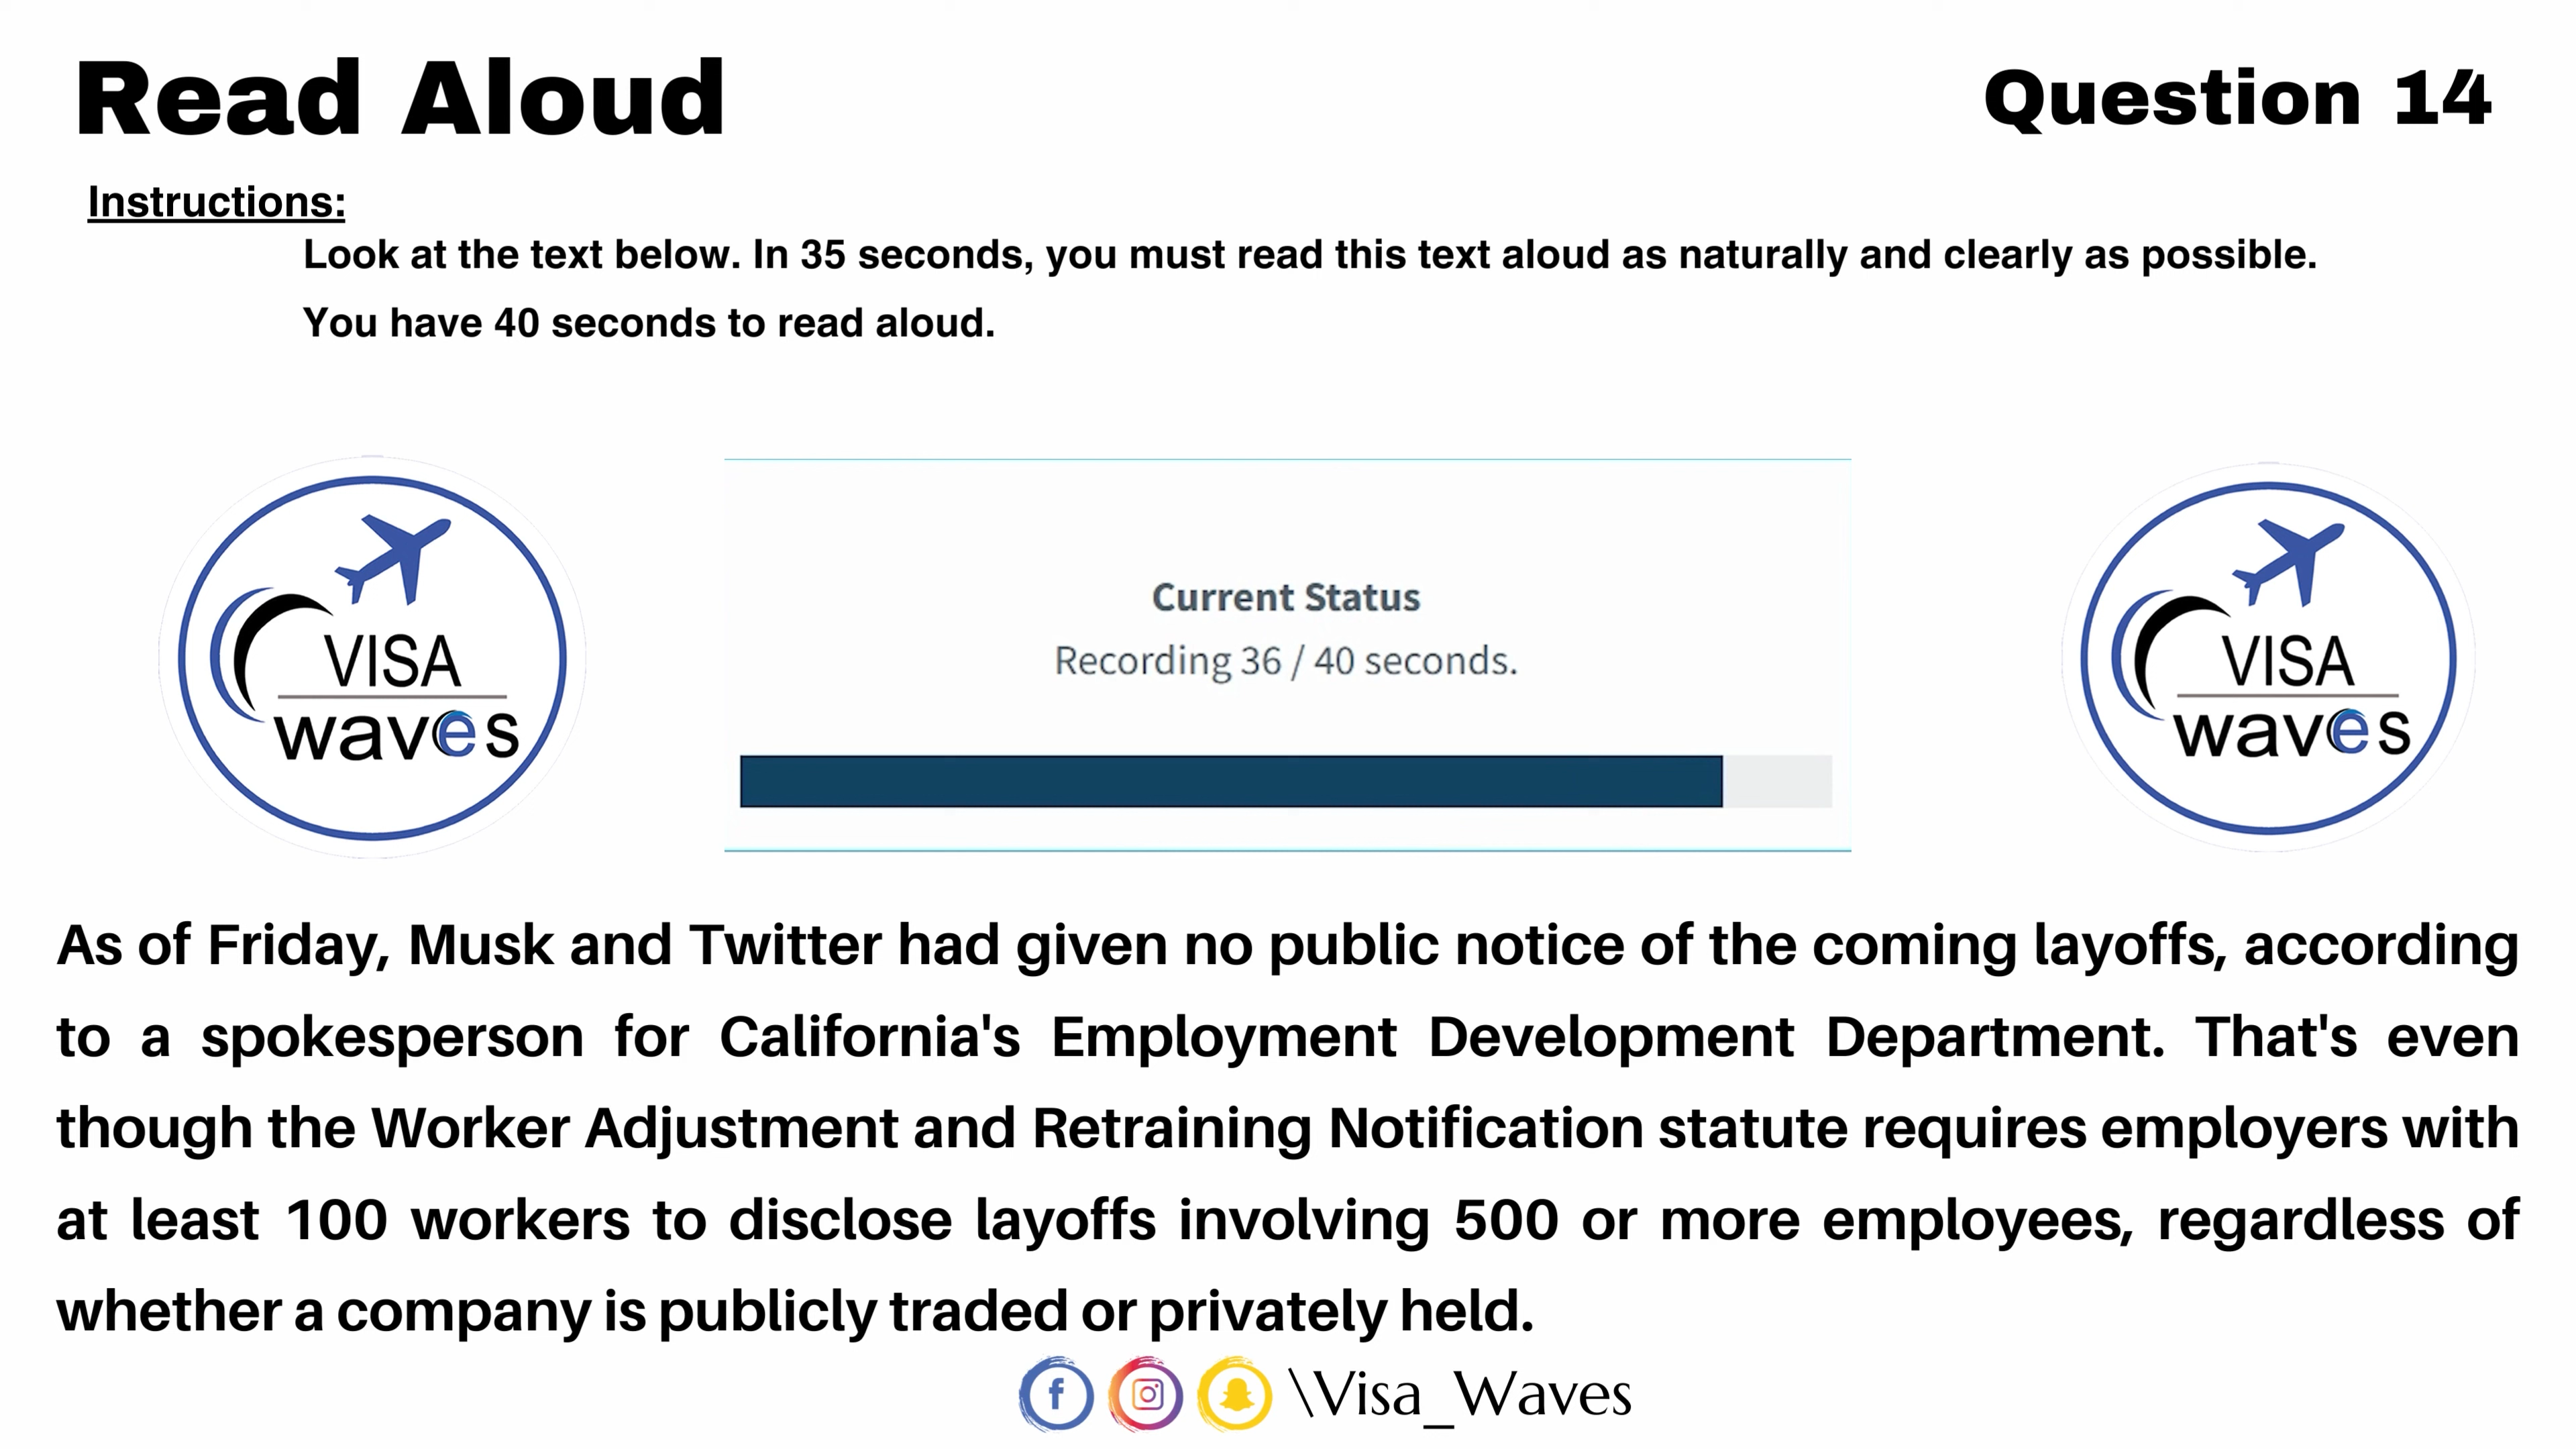 Read Aloud
Question 14
Instructions:
Look at the text below. In 35 seconds, you must read this text aloud as naturally and clearly as possible.
You have 40 seconds to read aloud.
VISA
waves
Current Status
Recording 36 / 40 seconds.
VISA
waves
As of Friday, Musk and Twitter had given no public notice of the coming layoffs, according
to a spokesperson for California's Employment Development Department. That's even
though the Worker Adjustment and Retraining Notification statute requires employers with
at least 100 workers to disclose layoffs involving 500 or more employees, regardless of
whether a company is publicly traded or privately held.
\Visa_Waves